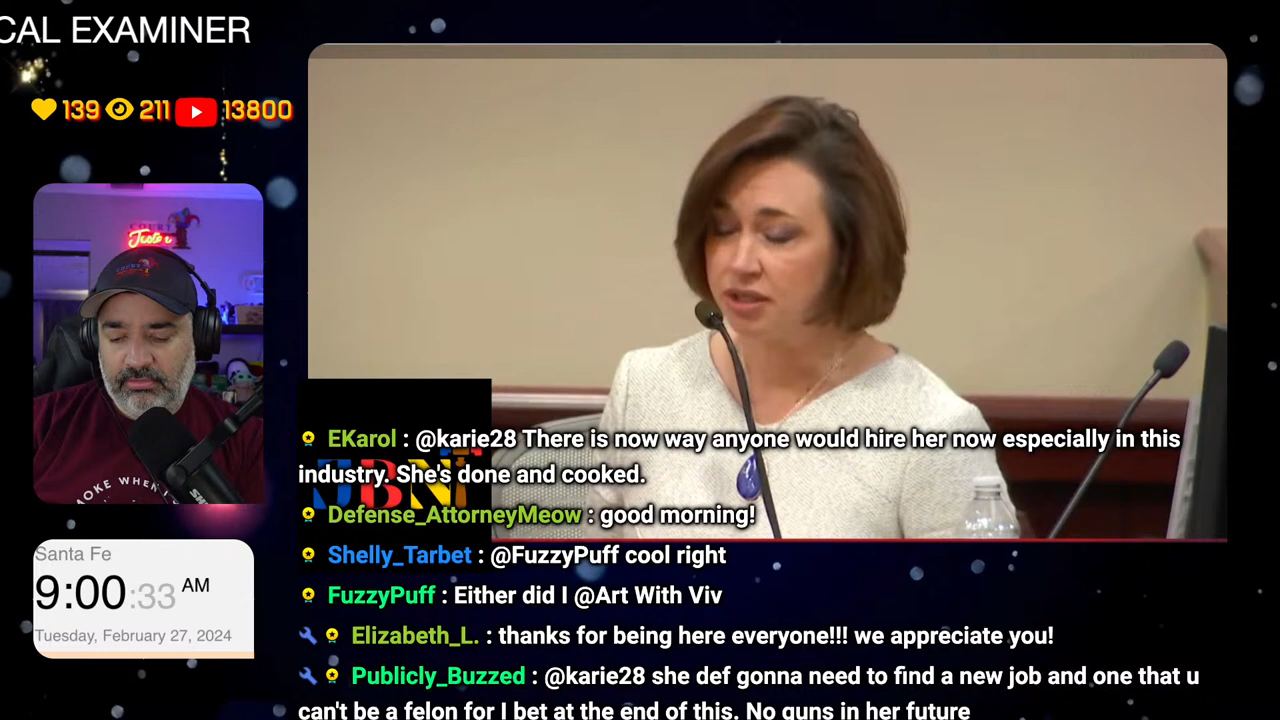 CAL EXAMINER
139 211 13800
EKarol : @karie28 There is now way anyone would hire her now especially in this
industry. She's done and cooked.
Defense_AttorneyMeow : good morning!
Shelly_Tarbet : @FuzzyPuff cool right
FuzzyPuff : Either did I @Art With Viv
Elizabeth_L. : thanks for being here everyone!!! we appreciate you!
Publicly_Buzzed : @karie28 she def gonna need to find a new job and one that u
can't be a felon for I bet at the end of this. No guns in her future
Santa Fe
9:00:33 AM
Tuesday, February 27, 2024